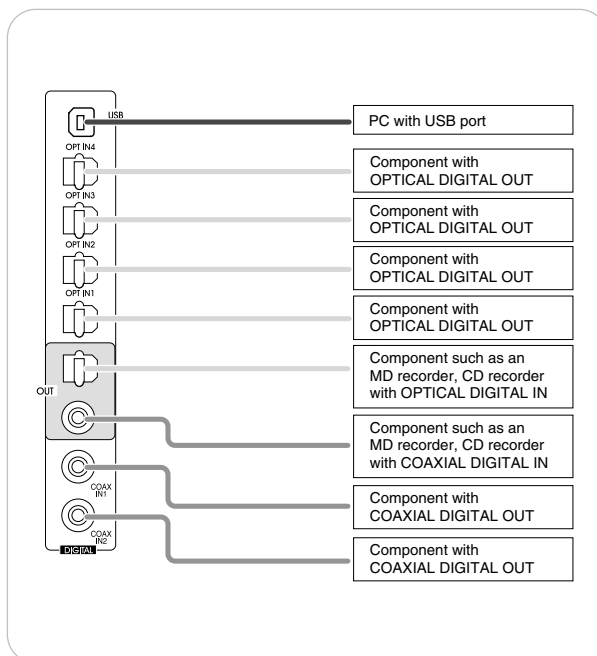 USB
PC with USB port
OPT IN4
Component with
OPTICAL DIGITAL OUT
OPT IN3
Component with
OPTICAL DIGITAL OUT
OPT IN2
Component with
OPTICAL DIGITAL OUT
OPT IN1
Component with
OPTICAL DIGITAL OUT
OUT
Component such as an
MD recorder, CD recorder
with OPTICAL DIGITAL IN
Component such as an
MD recorder, CD recorder
with COAXIAL DIGITAL IN
COAX
IN1
Component with
COAXIAL DIGITAL OUT
COAX
IN2
Component with
COAXIAL DIGITAL OUT
DIGITAL